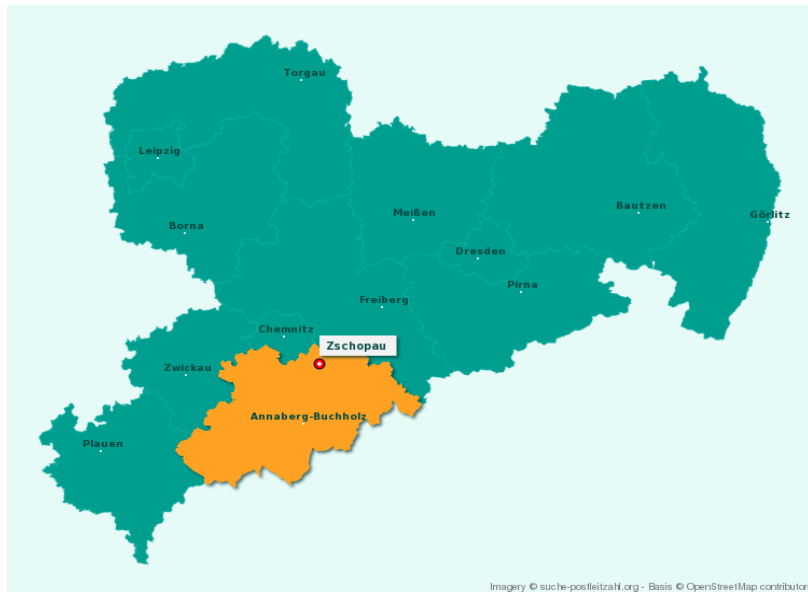 Torgau
Leipzig
Bautzen
Meißen
Görlitz
Borna
Dresden
Pirna
Freiberg
Chemnitz
Zschopau
Zwickau
Annaberg-Buchholz
Plauen
Imagery © suche-postleitzahl.org - Basis © OpenStreetMap contributor